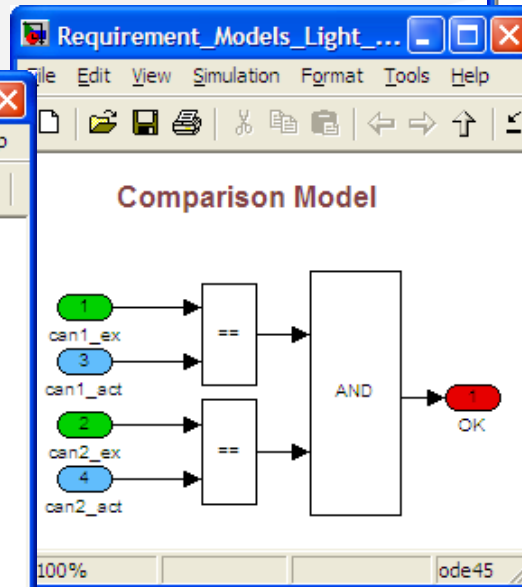 Requirement_Models_Light_...
File Edit View Simulation Format Tools Help
Comparison Model
1
can1_ex
==
3
can1_act
AND
1
OK
2
can2_ex
==
4
can2_act
100%
ode45